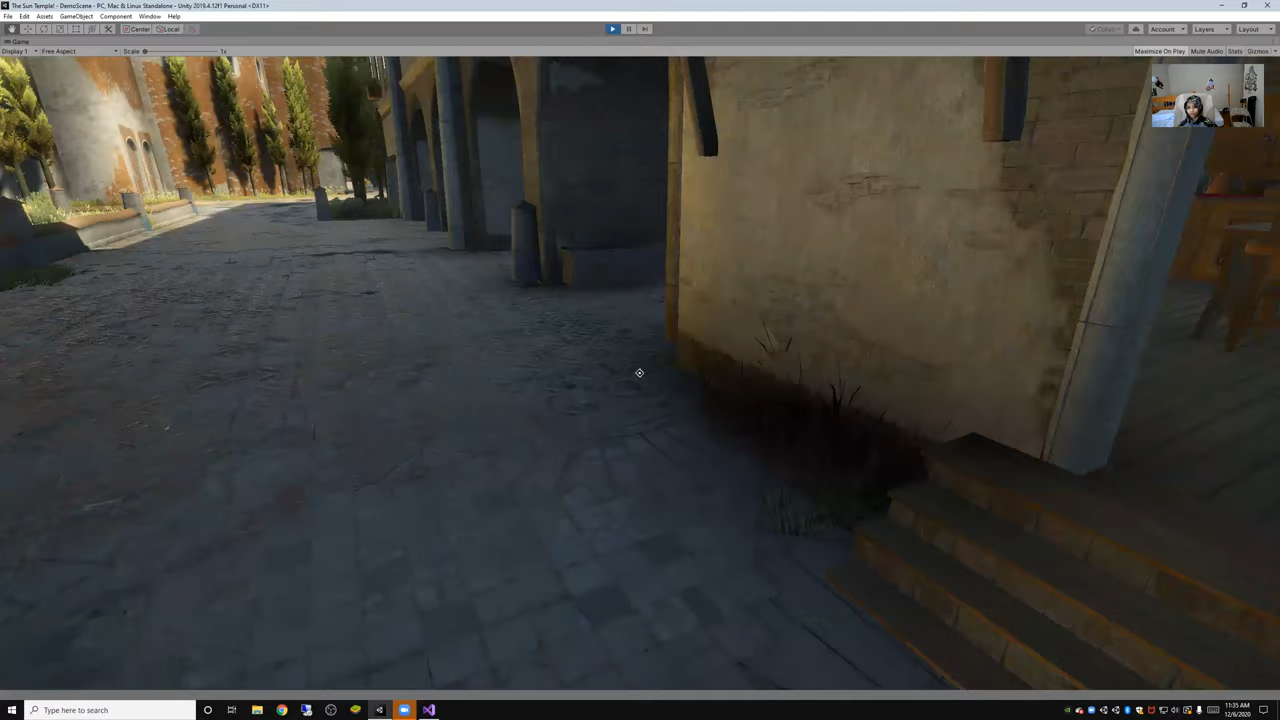 The Sun Temple! - DemoScene - PC, Mac & Linux Standalone - Unity 2019.4.12f1 Personal <DX11>
File Edit Assets GameObject Component Window Help
Center Local Collab Account Layers Layout
Game
Display 1 Free Aspect Scale 1x Maximize On Play Mute Audio Stats Gizmos
Type here to search
11:35 AM
12/6/2020